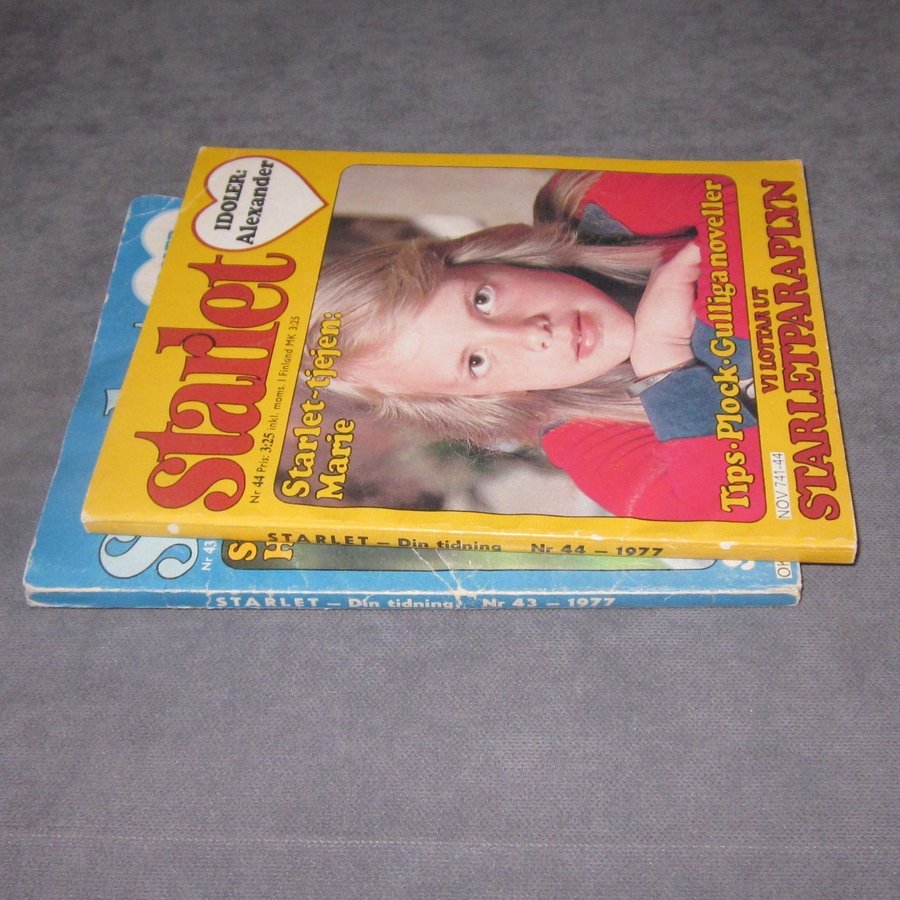 IDOLER:
Alexander
Starlet
Nr 44 Pris: 3:25 inkl. moms. I Finland MK 3:25
Starlet-tjejen:
Marie
Tips·Plock·Gulliga noveller
VI LOTTAR UT
STARLETPARAPLYN
NOV 741-44
STARLET – Din tidning Nr 44 – 1977
Nr 43
STARLET – Din tidning Nr 43 – 1977